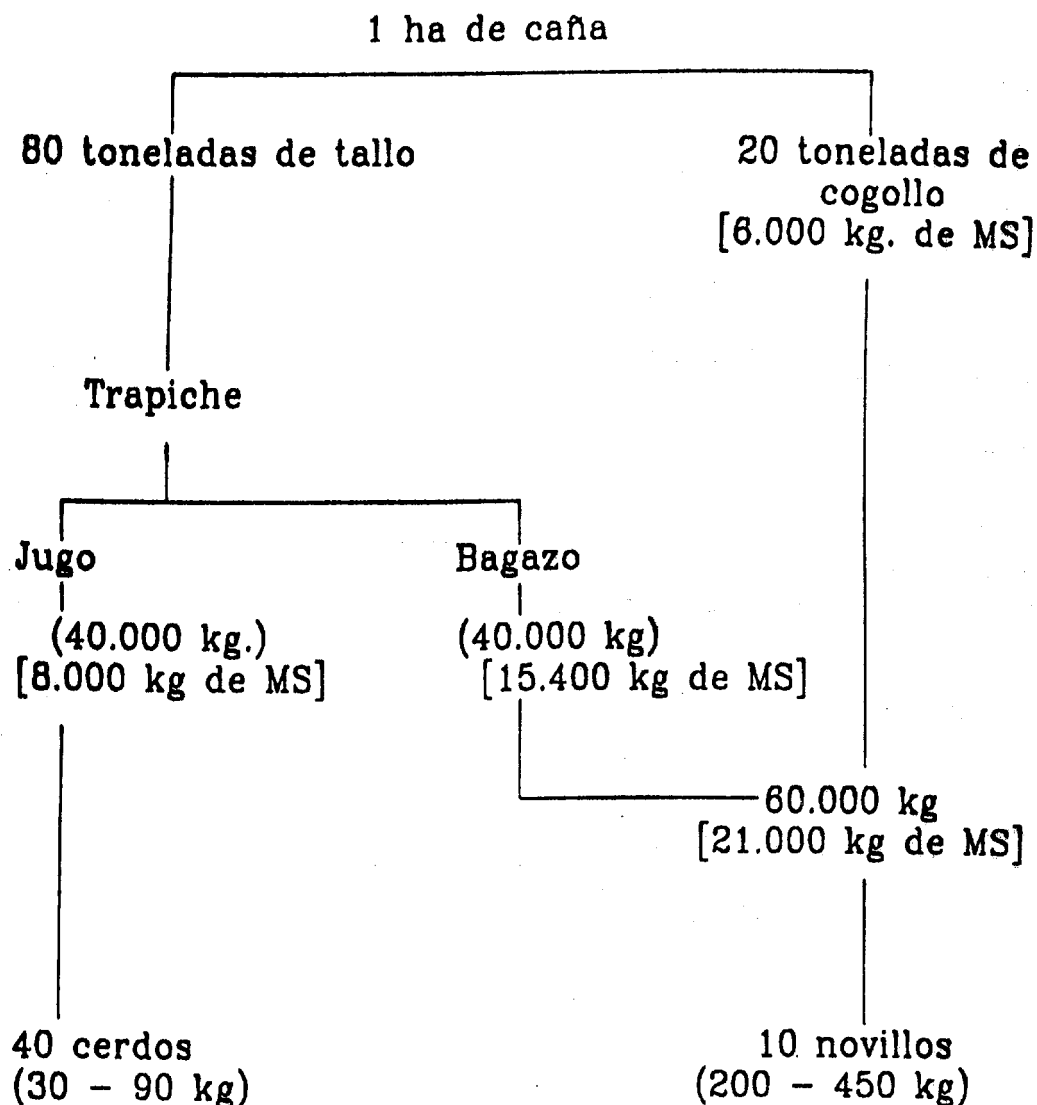 1 ha de caña
80 toneladas de tallo
20 toneladas de
cogollo
[6.000 kg. de MS]
Trapiche
Jugo
(40.000 kg.)
[8.000 kg de MS]
Bagazo
(40.000 kg)
[15.400 kg de MS]
60.000 kg
[21.000 kg de MS]
40 cerdos
(30 – 90 kg)
10 novillos
(200 – 450 kg)